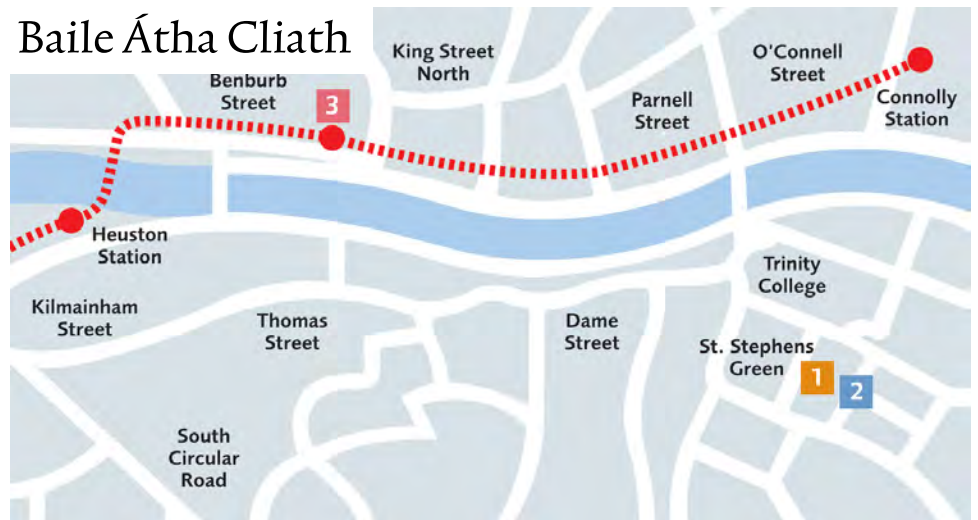 Baile Átha Cliath
King Street
North
O'Connell
Street
Benburb
Street
3
Parnell
Street
Connolly
Station
Heuston
Station
Trinity
College
Kilmainham
Street
Thomas
Street
Dame
Street
St. Stephens
Green
1
2
South
Circular
Road